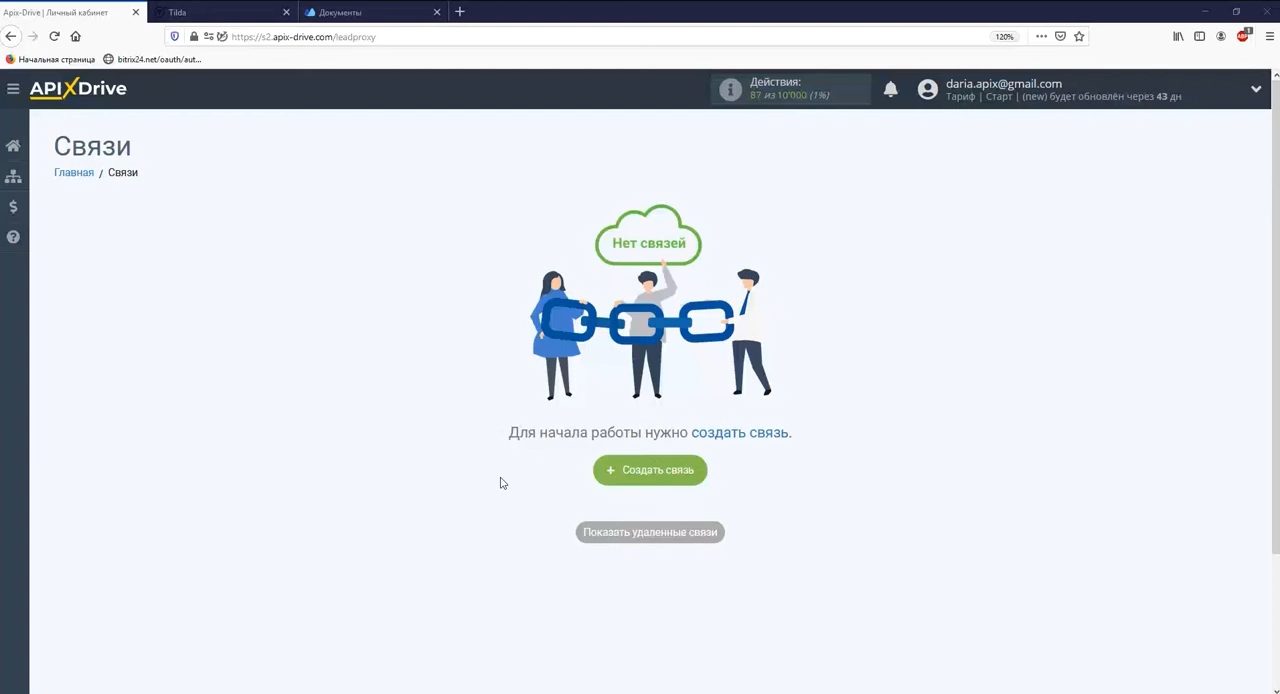 Apix-Drive | Личный кабинет
Tilda
Документы
https://s2.apix-drive.com/leadproxy
120%
Начальная страница
bitrix24.net/oauth/aut...
APIXDrive
Действия:
87 из 10'000 (1%)
daria.apix@gmail.com
Тариф | Старт | (new) будет обновлён через 43 дн
Связи
Главная / Связи
Нет связей
Для начала работы нужно создать связь.
+ Создать связь
Показать удаленные связи